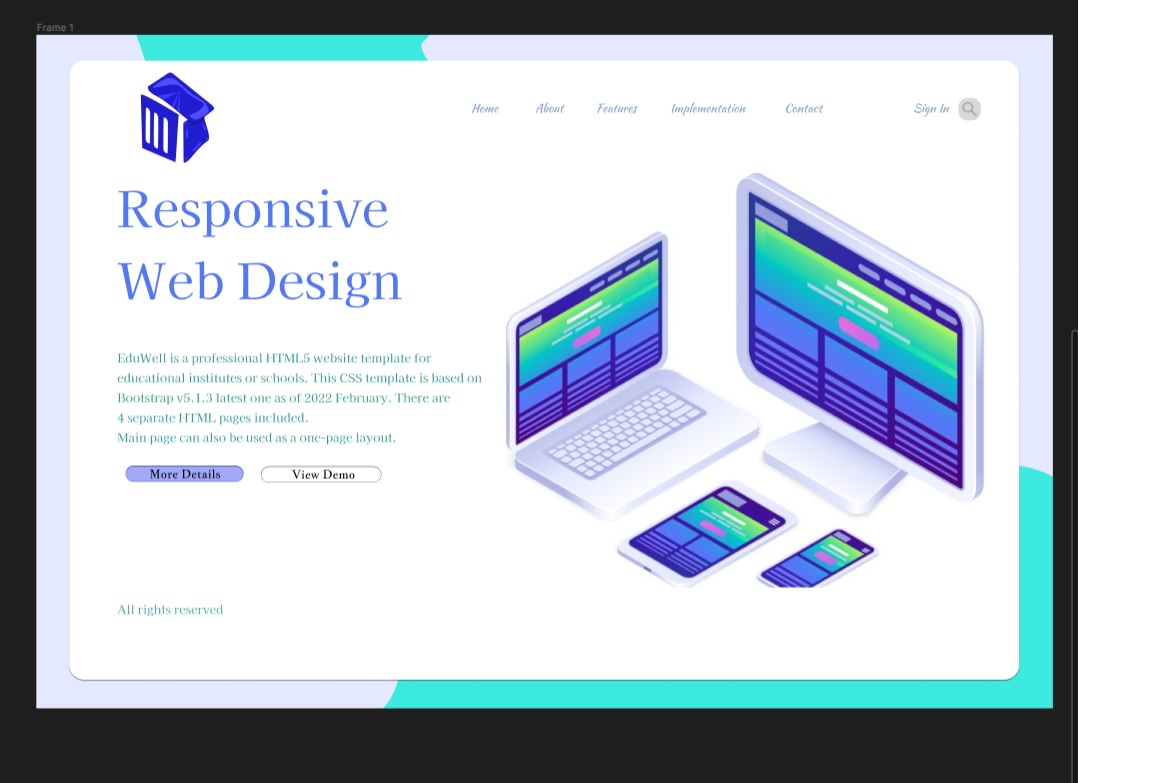 Frame 1
Home About Features Implementation Contact Sign In
Responsive
Web Design
EduWell is a professional HTML5 website template for
educational institutes or schools. This CSS template is based on
Bootstrap v5.1.3 latest one as of 2022 February. There are
4 separate HTML pages included.
Main page can also be used as a one-page layout.
More Details View Demo
All rights reserved